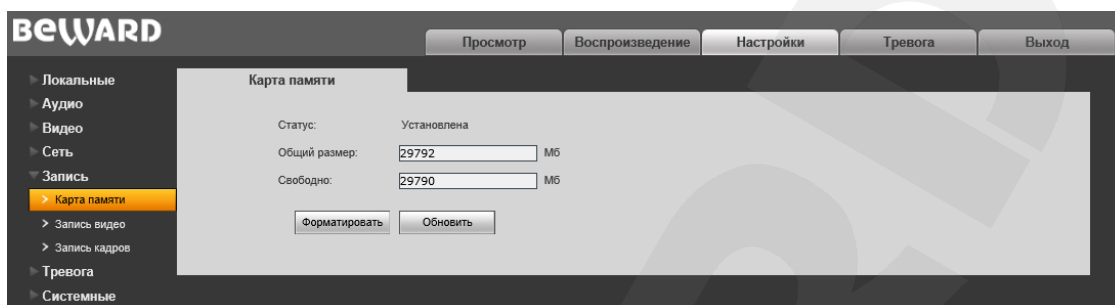 BEWARD
Просмотр Воспроизведение Настройки Тревога Выход
Локальные
Аудио
Видео
Сеть
Запись
Карта памяти
Запись видео
Запись кадров
Тревога
Системные
Карта памяти
Статус: Установлена
Общий размер: 29792 Мб
Свободно: 29790 Мб
Форматировать Обновить